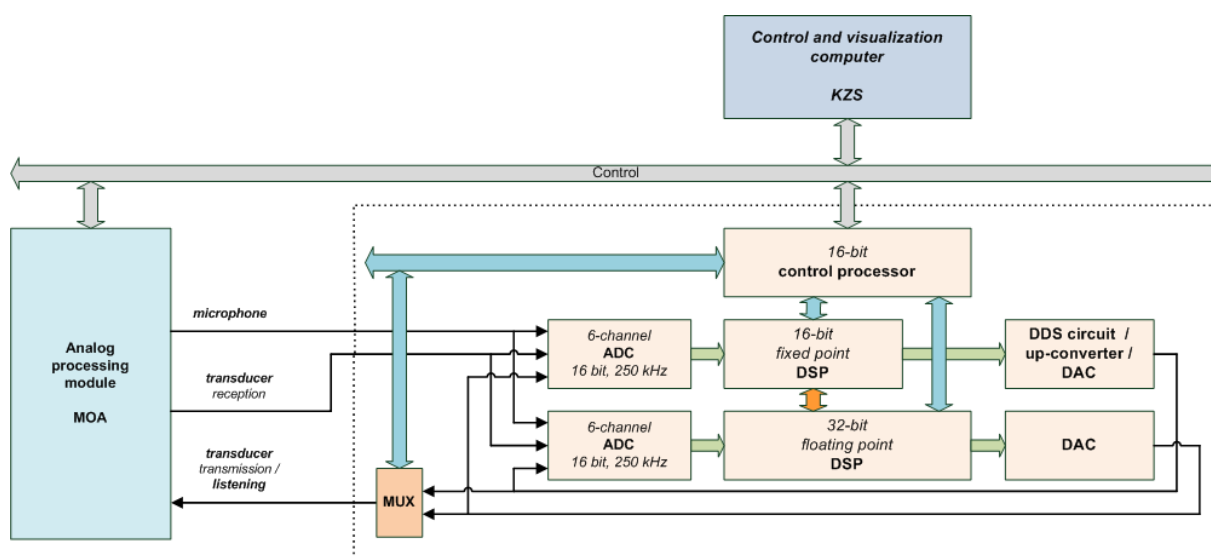 Control and visualization
computer
KZS
Control
16-bit
control processor
microphone
6-channel
ADC
16 bit, 250 kHz
16-bit
fixed point
DSP
DDS circuit /
up-converter /
DAC
Analog
processing
module
MOA
transducer
reception
6-channel
ADC
16 bit, 250 kHz
32-bit
floating point
DSP
DAC
transducer
transmission /
listening
MUX